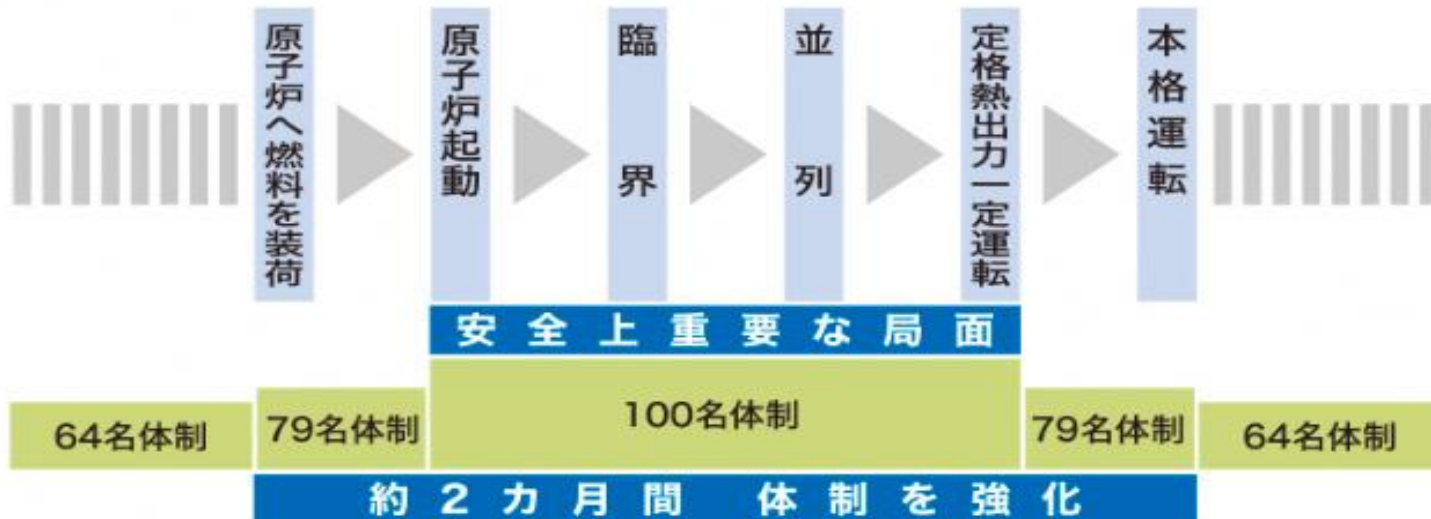 原子炉へ燃料を装荷
原子炉起動
臨界
並列
定格熱出力一定運転
本格運転
安全上重要な局面
64名体制
79名体制
100名体制
79名体制
64名体制
約2カ月間 体制を強化